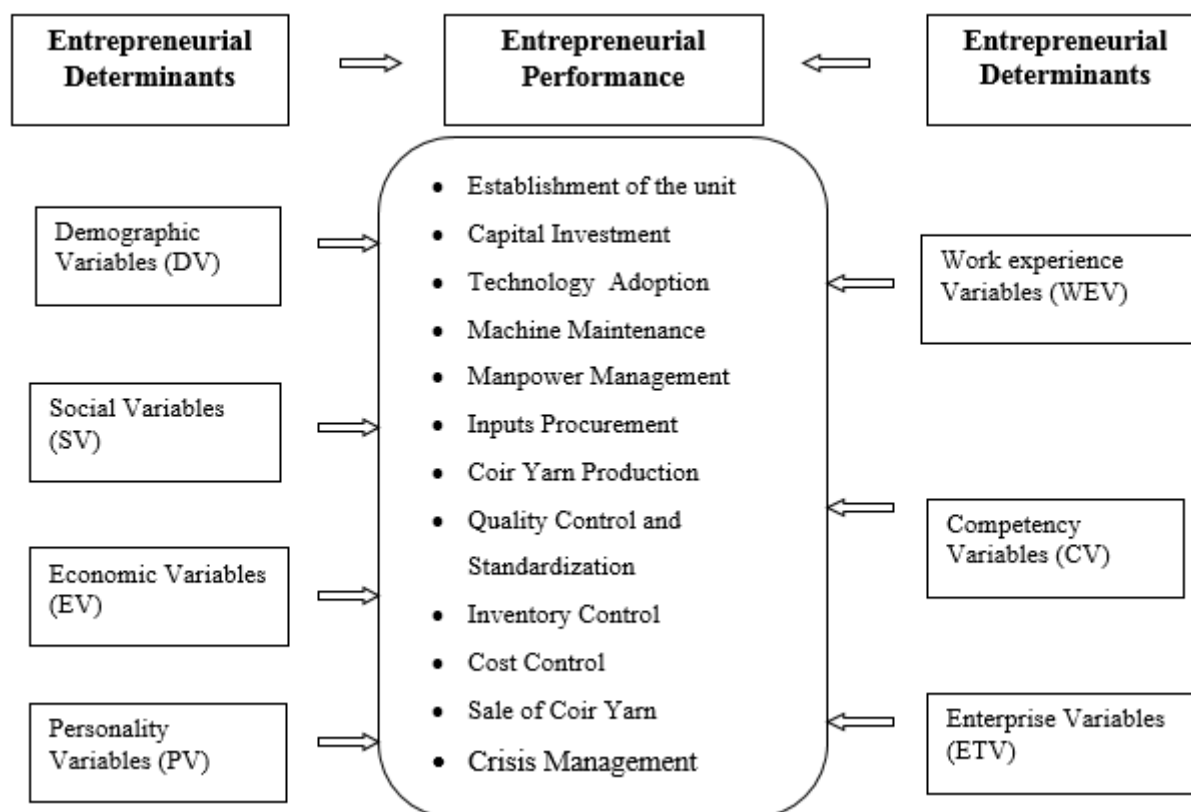 Entrepreneurial
Determinants
Entrepreneurial
Performance
Entrepreneurial
Determinants
Demographic
Variables (DV)
Social Variables
(SV)
Economic Variables
(EV)
Personality
Variables (PV)
• Establishment of the unit
• Capital Investment
• Technology Adoption
• Machine Maintenance
• Manpower Management
• Inputs Procurement
• Coir Yarn Production
• Quality Control and
Standardization
• Inventory Control
• Cost Control
• Sale of Coir Yarn
• Crisis Management
Work experience
Variables (WEV)
Competency
Variables (CV)
Enterprise Variables
(ETV)